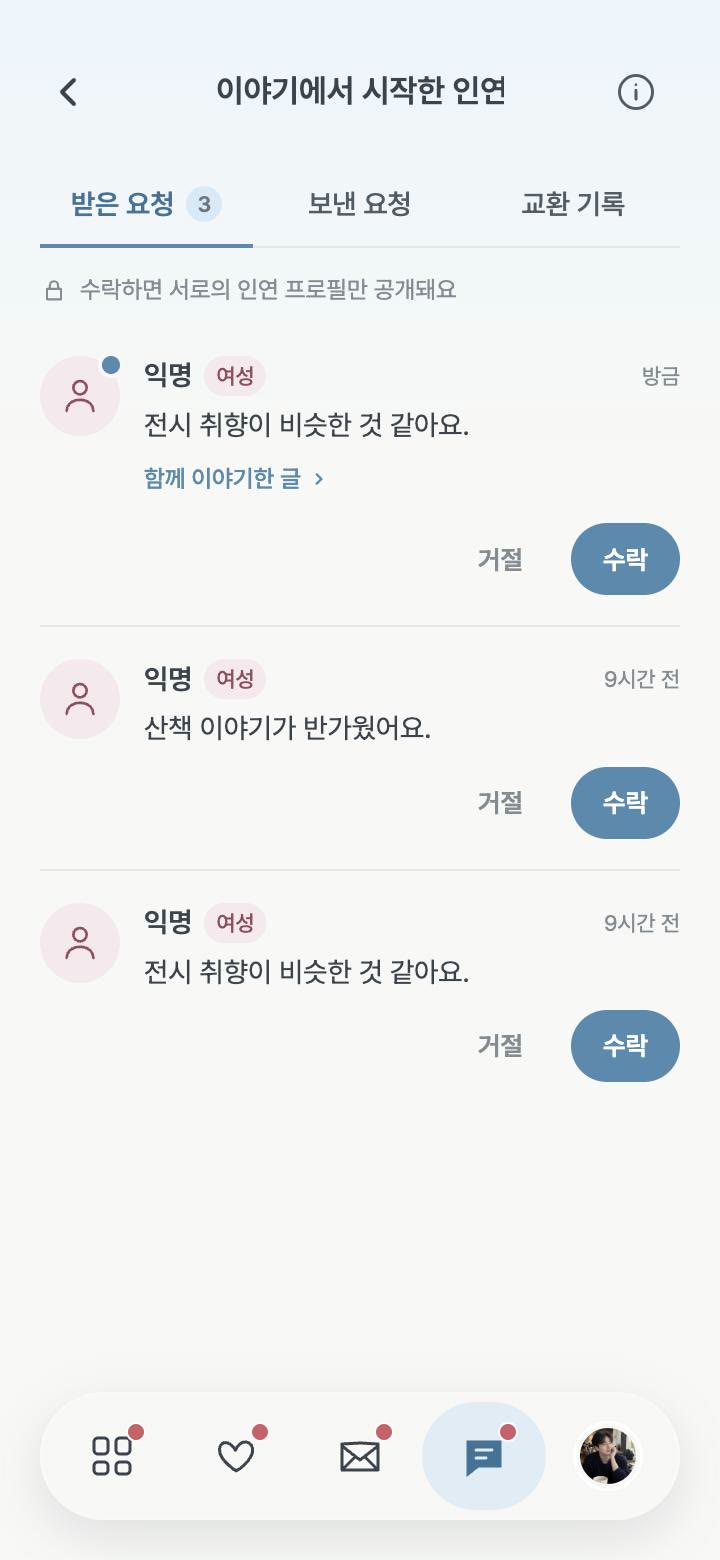 이야기에서 시작한 인연
받은 요청 3 보낸 요청 교환 기록
수락하면 서로의 인연 프로필만 공개돼요
익명 여성 방금
전시 취향이 비슷한 것 같아요.
함께 이야기한 글 >
거절 수락
익명 여성 9시간 전
산책 이야기가 반가웠어요.
거절 수락
익명 여성 9시간 전
전시 취향이 비슷한 것 같아요.
거절 수락